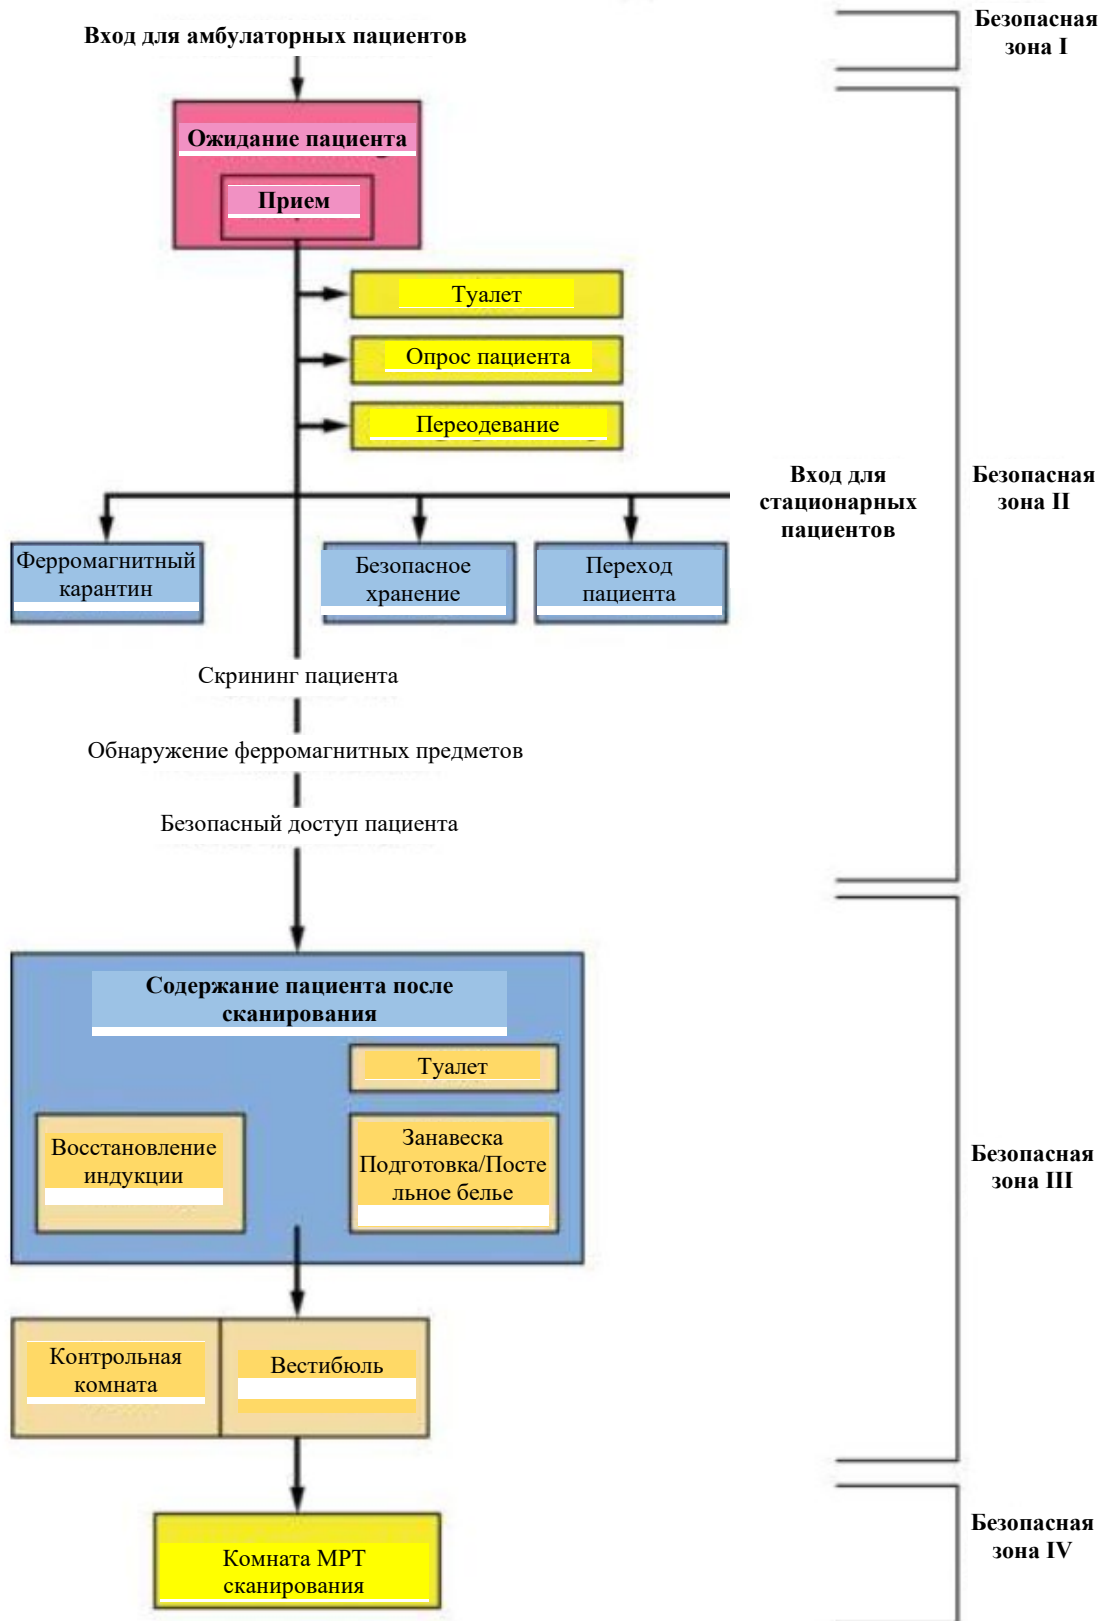 Безопасная
зона I
Вход для амбулаторных пациентов
Ожидание пациента
Прием
Туалет
Опрос пациента
Переодевание
Вход для
стационарных
пациентов
Безопасная
зона II
Ферромагнитный
карантин
Безопасное
хранение
Переход
пациента
Скрининг пациента
Обнаружение ферромагнитных предметов
Безопасный доступ пациента
Содержание пациента после
сканирования
Туалет
Восстановление
индукции
Занавеска
Подготовка/Посте
льное белье
Безопасная
зона III
Контрольная
комната
Вестибюль
Комната МРТ
сканирования
Безопасная
зона IV